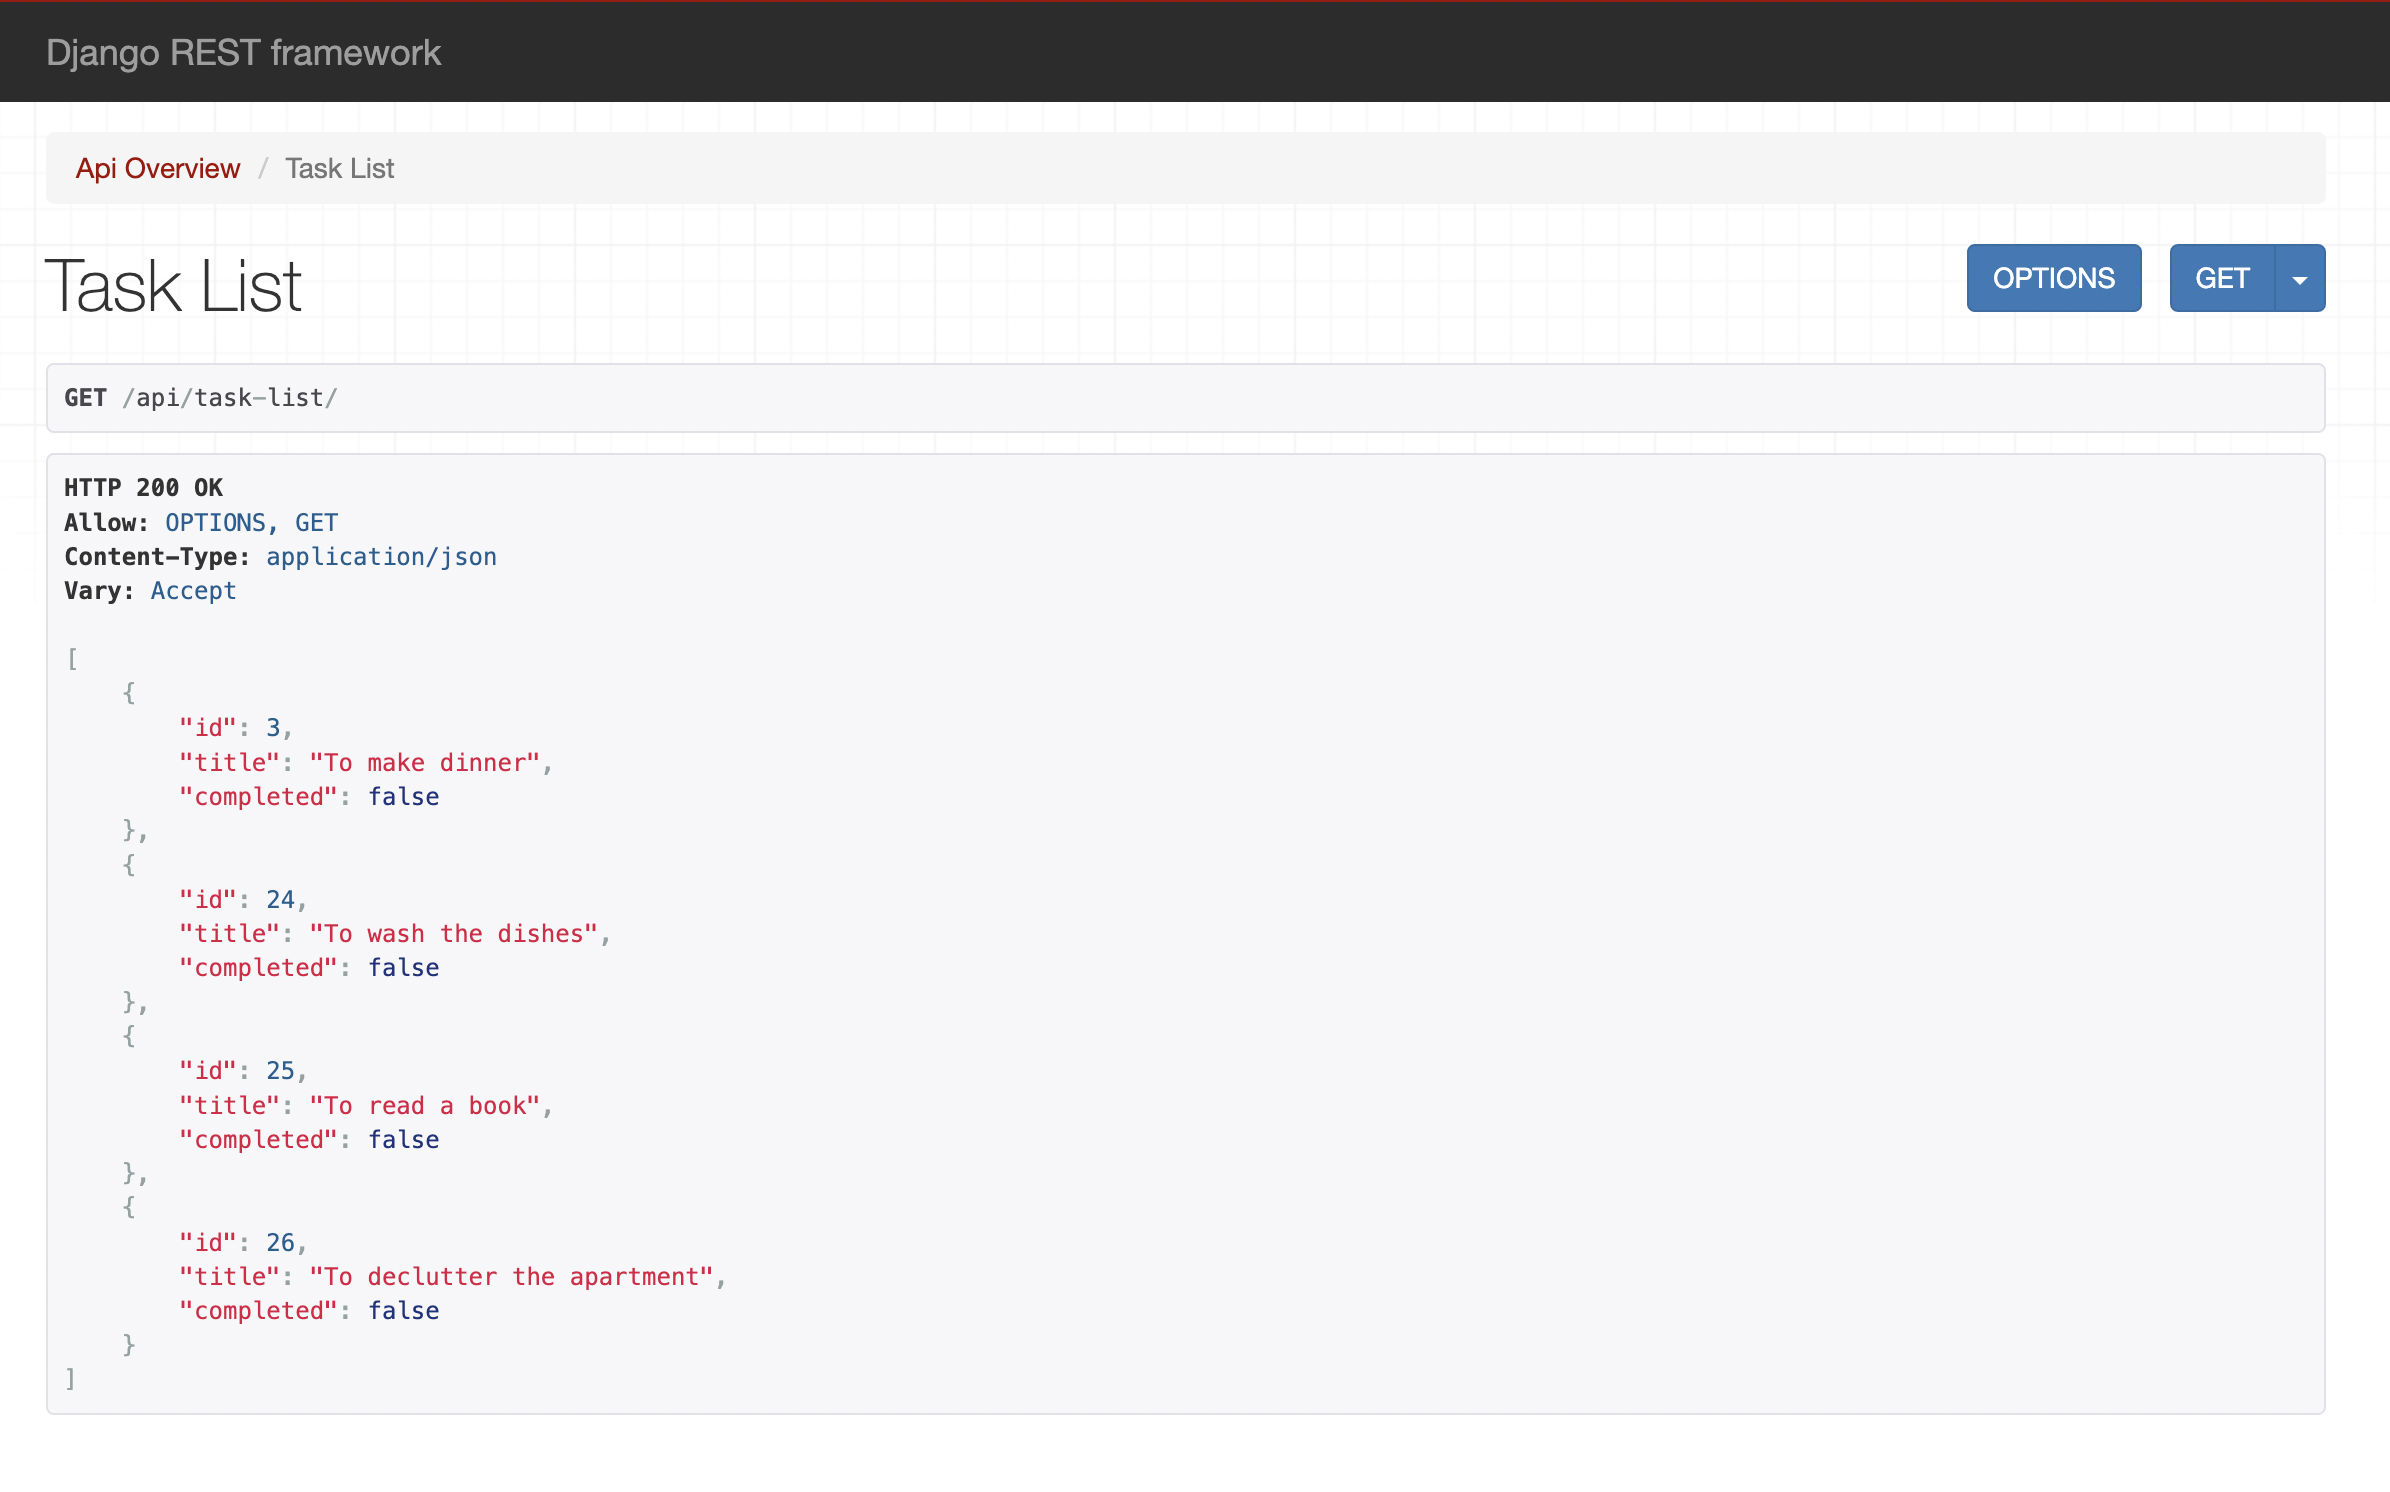 Django REST framework
Api Overview / Task List
Task List
OPTIONS
GET
GET /api/task-list/
HTTP 200 OK
Allow: OPTIONS, GET
Content-Type: application/json
Vary: Accept
[
    {
        "id": 3,
        "title": "To make dinner",
        "completed": false
    },
    {
        "id": 24,
        "title": "To wash the dishes",
        "completed": false
    },
    {
        "id": 25,
        "title": "To read a book",
        "completed": false
    },
    {
        "id": 26,
        "title": "To declutter the apartment",
        "completed": false
    }
]